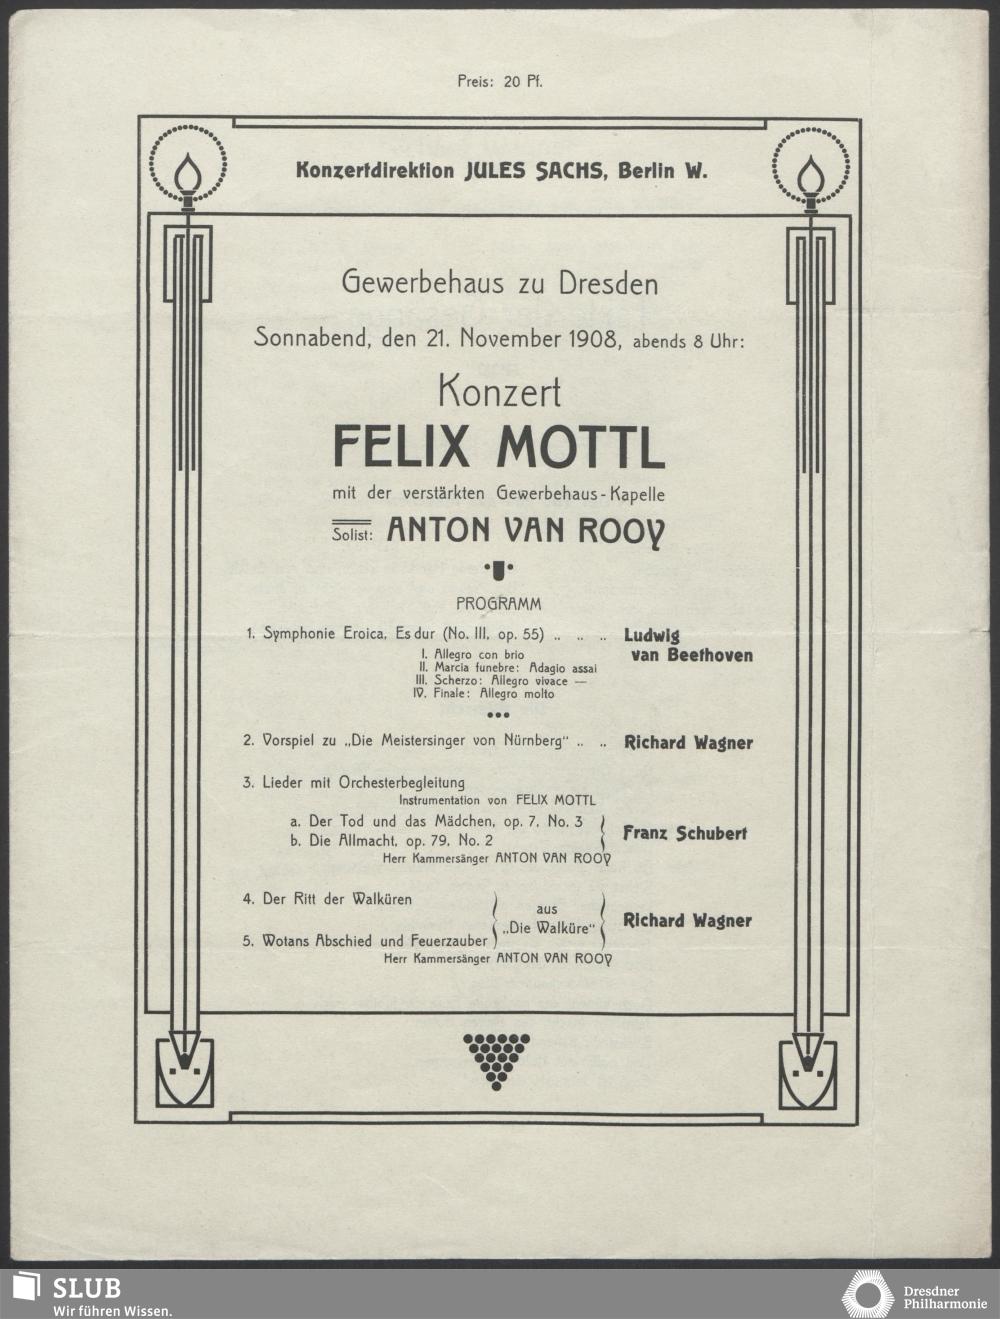 Preis: 20 Pf.
Konzertdirektion JULES SACHS, Berlin W.
Gewerbehaus zu Dresden
Sonnabend, den 21. November 1908, abends 8 Uhr:
Konzert
FELIX MOTTL
mit der verstärkten Gewerbehaus-Kapelle
Solist: ANTON VAN ROOY
PROGRAMM
1. Symphonie Eroica, Es dur (No. III, op. 55) .. .. .. Ludwig van Beethoven
I. Allegro con brio
II. Marcia funebre: Adagio assai
III. Scherzo: Allegro vivace —
IV. Finale: Allegro molto
2. Vorspiel zu „Die Meistersinger von Nürnberg" .. .. Richard Wagner
3. Lieder mit Orchesterbegleitung
Instrumentation von FELIX MOTTL
a. Der Tod und das Mädchen, op. 7, No. 3
b. Die Allmacht, op. 79, No. 2
Franz Schubert
Herr Kammersänger ANTON VAN ROOY
4. Der Ritt der Walküren
5. Wotans Abschied und Feuerzauber
aus
„Die Walküre"
Richard Wagner
Herr Kammersänger ANTON VAN ROOY
SLUB
Wir führen Wissen.
Dresdner
Philharmonie